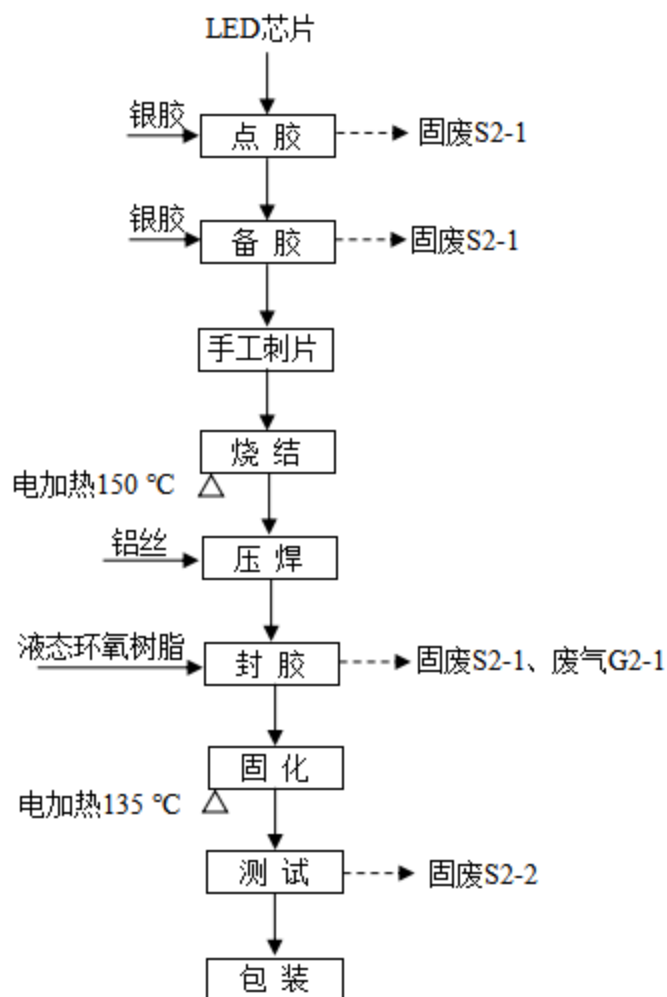 LED芯片
银胶
点 胶
固废S2-1
银胶
备 胶
固废S2-1
手工刺片
烧 结
电加热150 ℃
铝丝
压 焊
液态环氧树脂
封 胶
固废S2-1、废气G2-1
固 化
电加热135 ℃
测 试
固废S2-2
包 装